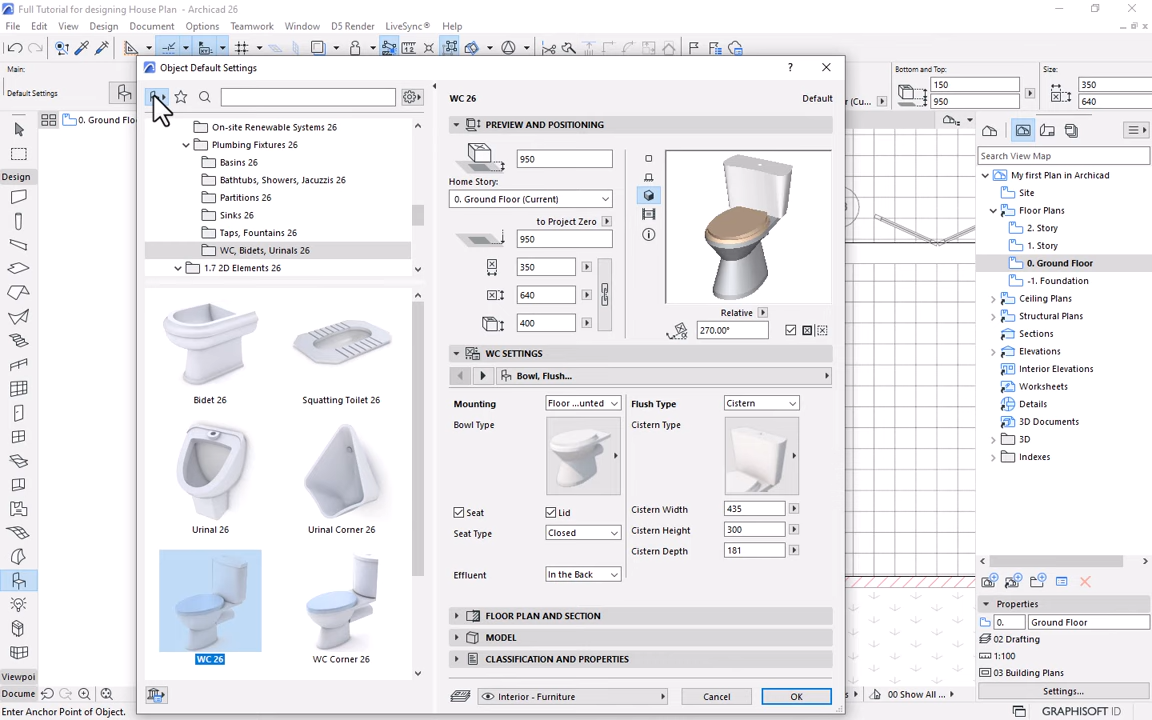 Full Tutorial for designing House Plan - Archicad 26
File Edit View Design Document Options Teamwork Window D5 Render LiveSync® Help
Main:
Default Settings
0. Ground Flo
Design
Viewpoi
Docume
Enter Anchor Point of Object.
Object Default Settings
?
On-site Renewable Systems 26
Plumbing Fixtures 26
Basins 26
Bathtubs, Showers, Jacuzzis 26
Partitions 26
Sinks 26
Taps, Fountains 26
WC, Bidets, Urinals 26
1.7 2D Elements 26
Bidet 26
Squatting Toilet 26
Urinal 26
Urinal Corner 26
WC 26
WC Corner 26
WC 26
Default
PREVIEW AND POSITIONING
950
Home Story:
0. Ground Floor (Current)
to Project Zero
950
350
640
400
Relative
270.00°
WC SETTINGS
Bowl, Flush...
Mounting
Floor ...unted
Flush Type
Cistern
Bowl Type
Cistern Type
Seat
Lid
Seat Type
Closed
Effluent
In the Back
Cistern Width
435
Cistern Height
300
Cistern Depth
181
FLOOR PLAN AND SECTION
MODEL
CLASSIFICATION AND PROPERTIES
Interior - Furniture
Cancel
OK
r (Cu...
Bottom and Top:
150
950
Size:
350
640
Search View Map
My first Plan in Archicad
Site
Floor Plans
2. Story
1. Story
0. Ground Floor
-1. Foundation
Ceiling Plans
Structural Plans
Sections
Elevations
Interior Elevations
Worksheets
Details
3D Documents
3D
Indexes
Properties
0.
Ground Floor
02 Drafting
1:100
03 Building Plans
Settings...
00 Show All ...
GRAPHISOFT ID